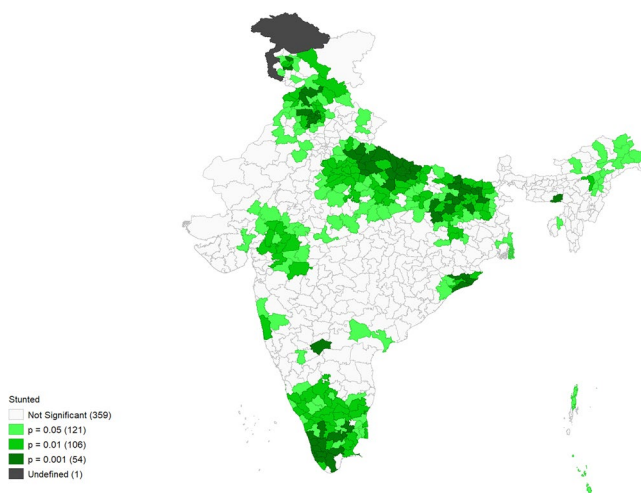 Stunted
Not Significant (359)
p = 0.05 (121)
p = 0.01 (106)
p = 0.001 (54)
Undefined (1)